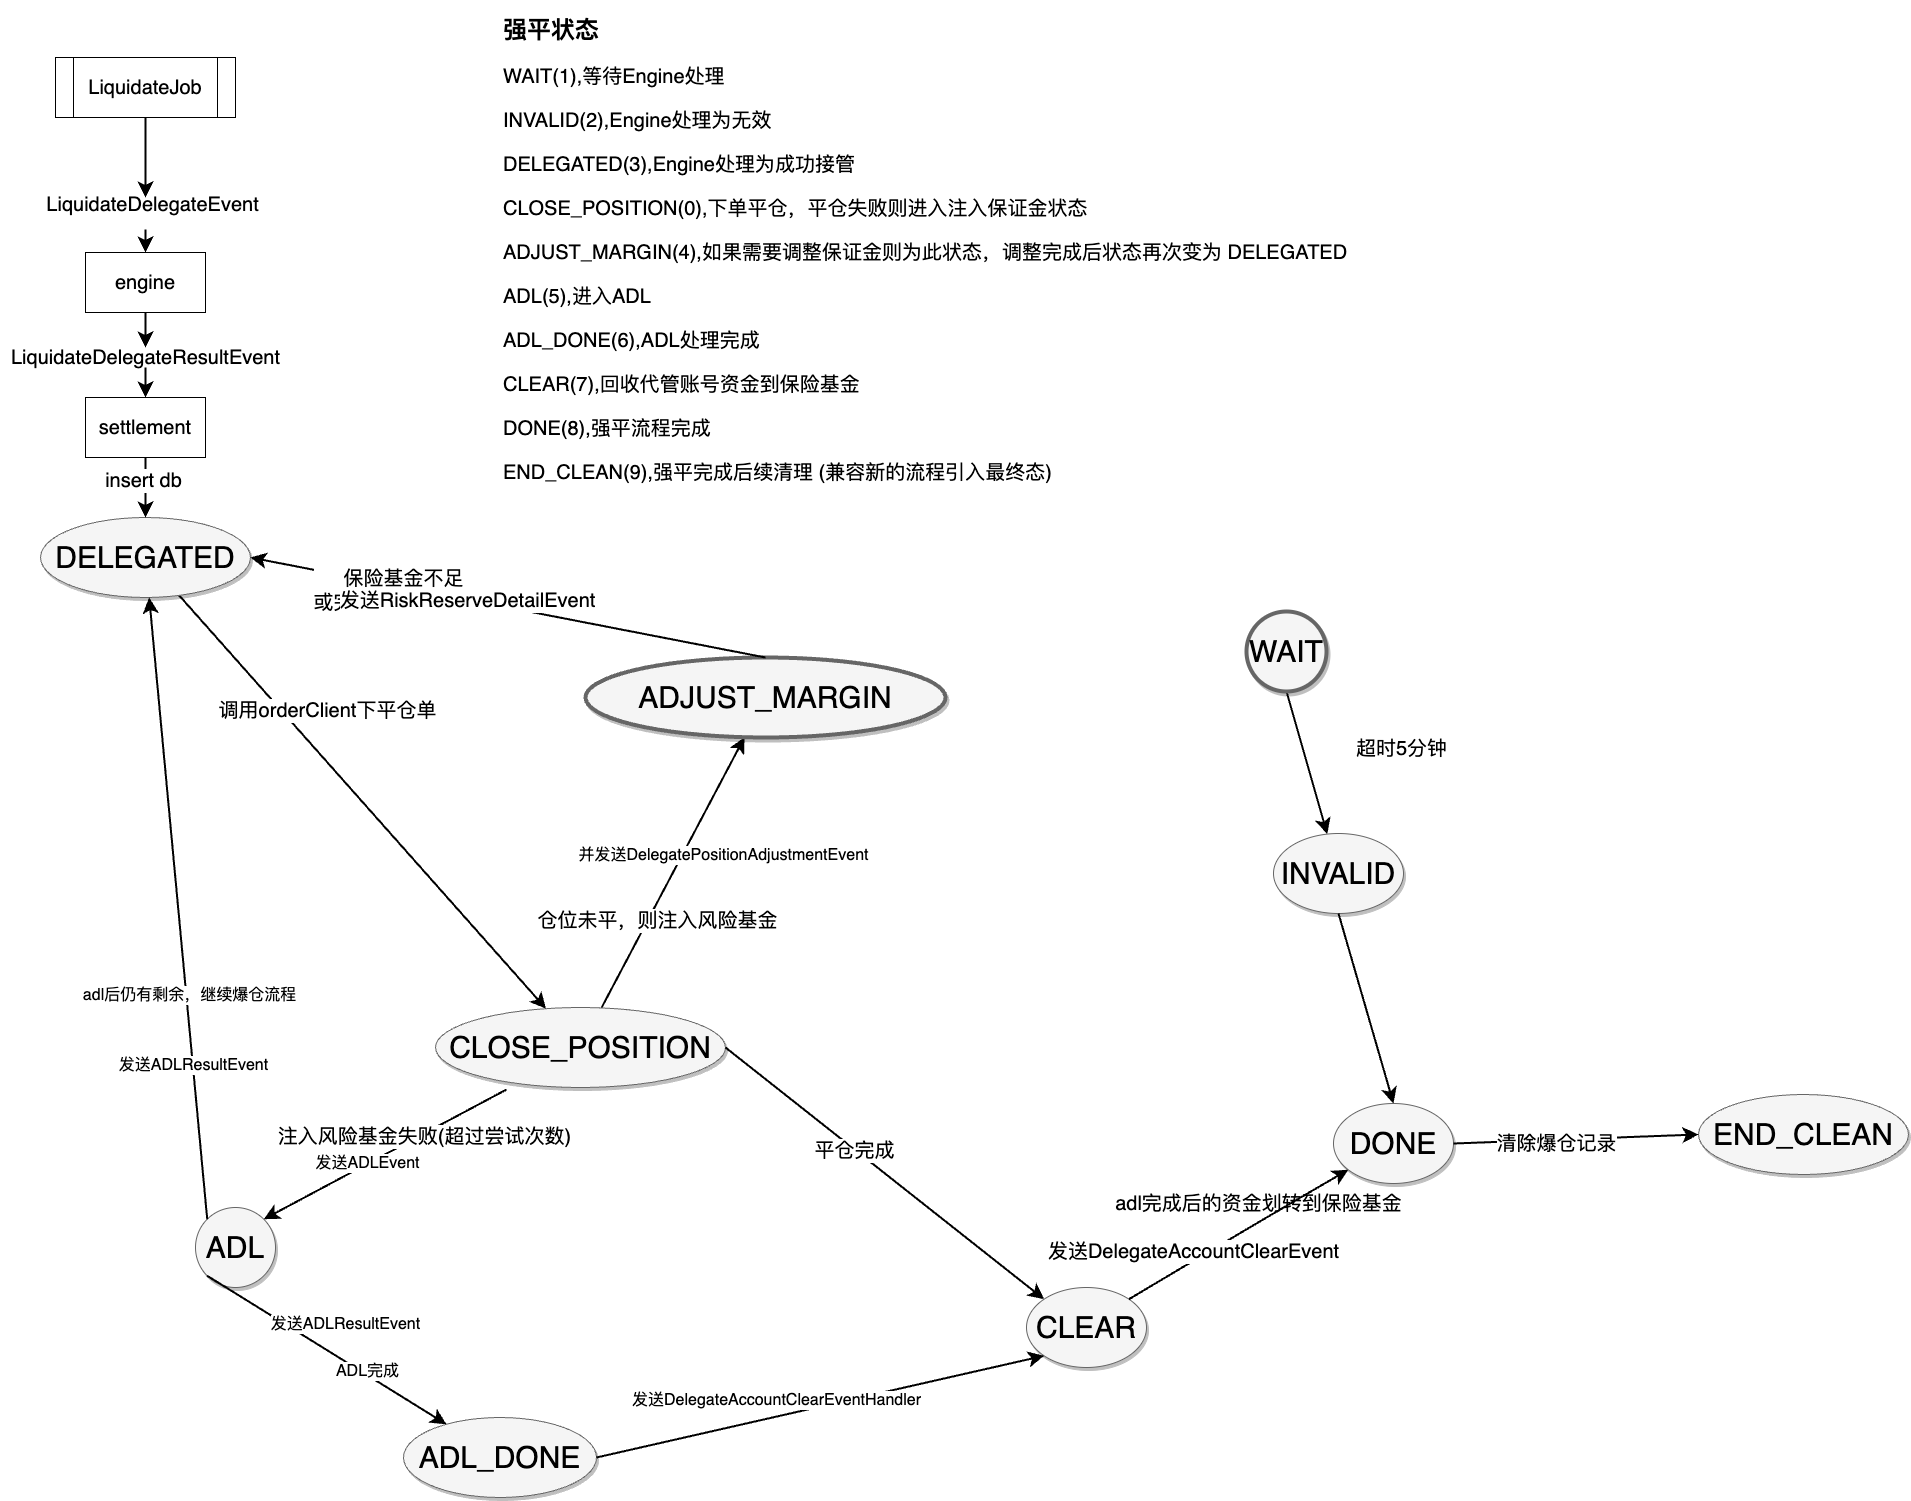 强平状态
WAIT(1),等待Engine处理
INVALID(2),Engine处理为无效
DELEGATED(3),Engine处理为成功接管
CLOSE_POSITION(0),下单平仓，平仓失败则进入注入保证金状态
ADJUST_MARGIN(4),如果需要调整保证金则为此状态，调整完成后状态再次变为 DELEGATED
ADL(5),进入ADL
ADL_DONE(6),ADL处理完成
CLEAR(7),回收代管账号资金到保险基金
DONE(8),强平流程完成
END_CLEAN(9),强平完成后续清理 (兼容新的流程引入最终态)
LiquidateJob
LiquidateDelegateEvent
engine
LiquidateDelegateResultEvent
settlement
insert db
DELEGATED
保险基金不足
或
发送RiskReserveDetailEvent
ADJUST_MARGIN
WAIT
调用orderClient下平仓单
超时5分钟
并发送DelegatePositionAdjustmentEvent
INVALID
仓位未平，则注入风险基金
adl后仍有剩余，继续爆仓流程
CLOSE_POSITION
发送ADLResultEvent
注入风险基金失败(超过尝试次数)
发送ADLEvent
平仓完成
DONE
清除爆仓记录
END_CLEAN
adl完成后的资金划转到保险基金
ADL
发送DelegateAccountClearEvent
发送ADLResultEvent
CLEAR
ADL完成
发送DelegateAccountClearEventHandler
ADL_DONE